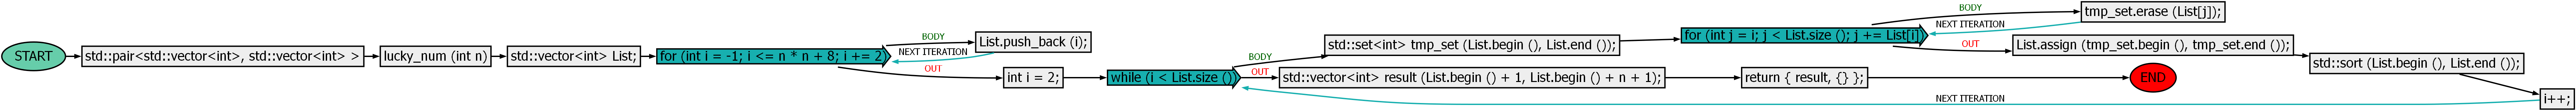 START
std::pair<std::vector<int>, std::vector<int> >
lucky_num (int n)
std::vector<int> List;
for (int i = -1; i <= n * n + 8; i += 2)
BODY
List.push_back (i);
NEXT ITERATION
OUT
int i = 2;
while (i < List.size ())
BODY
std::set<int> tmp_set (List.begin (), List.end ());
for (int j = i; j < List.size (); j += List[i])
BODY
tmp_set.erase (List[j]);
NEXT ITERATION
OUT
List.assign (tmp_set.begin (), tmp_set.end ());
std::sort (List.begin (), List.end ());
i++;
NEXT ITERATION
OUT
std::vector<int> result (List.begin () + 1, List.begin () + n + 1);
return { result, {} };
END